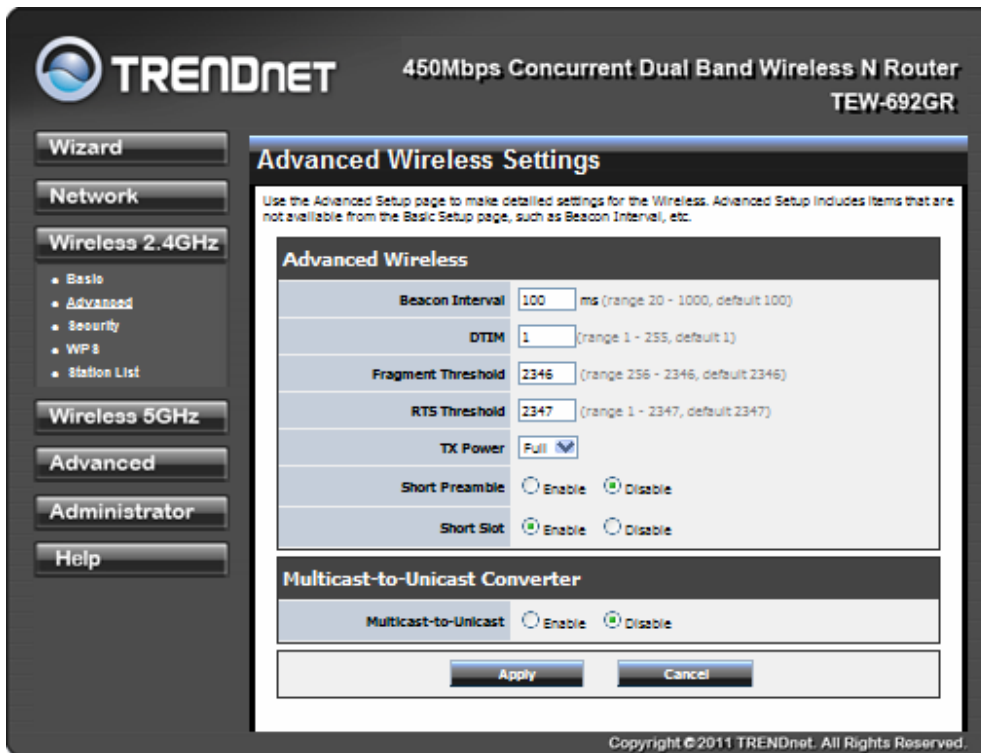 TRENDNET
450Mbps Concurrent Dual Band Wireless N Router
TEW-692GR
Wizard
Network
Wireless 2.4GHz
Basic
Advanced
Security
WPS
Station List
Wireless 5GHz
Advanced
Administrator
Help
Advanced Wireless Settings
Use the Advanced Setup page to make detailed settings for the Wireless. Advanced Setup includes items that are
not available from the Basic Setup page, such as Beacon Interval, etc.
Advanced Wireless
Beacon Interval 100 ms (range 20 - 1000, default 100)
DTIM 1 (range 1 - 255, default 1)
Fragment Threshold 2346 (range 256 - 2346, default 2346)
RTS Threshold 2347 (range 1 - 2347, default 2347)
TX Power Full
Short Preamble Enable Disable
Short Slot Enable Disable
Multicast-to-Unicast Converter
Multicast-to-Unicast Enable Disable
Apply Cancel
Copyright ©2011 TRENDnet. All Rights Reserved.